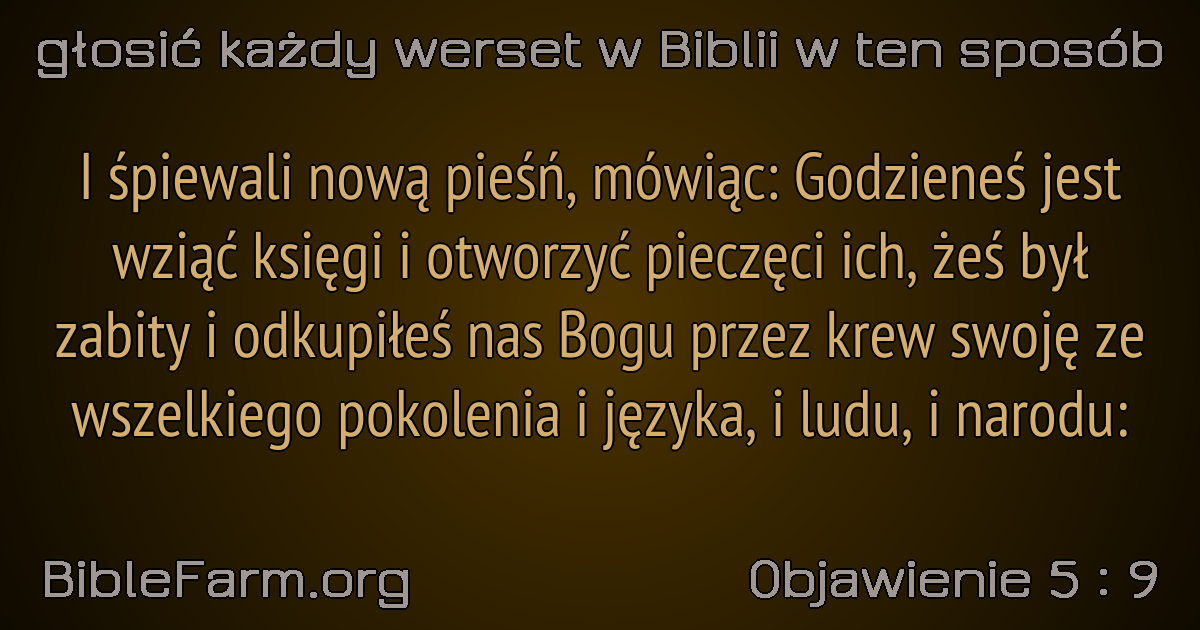 głosić każdy werset w Biblii w ten sposób
I śpiewali nową pieśń, mówiąc: Godzieneś jest
wziąć księgi i otworzyć pieczęci ich, żeś był
zabity i odkupiłeś nas Bogu przez krew swoję ze
wszelkiego pokolenia i języka, i ludu, i narodu:
BibleFarm.org
Objawienie 5 : 9